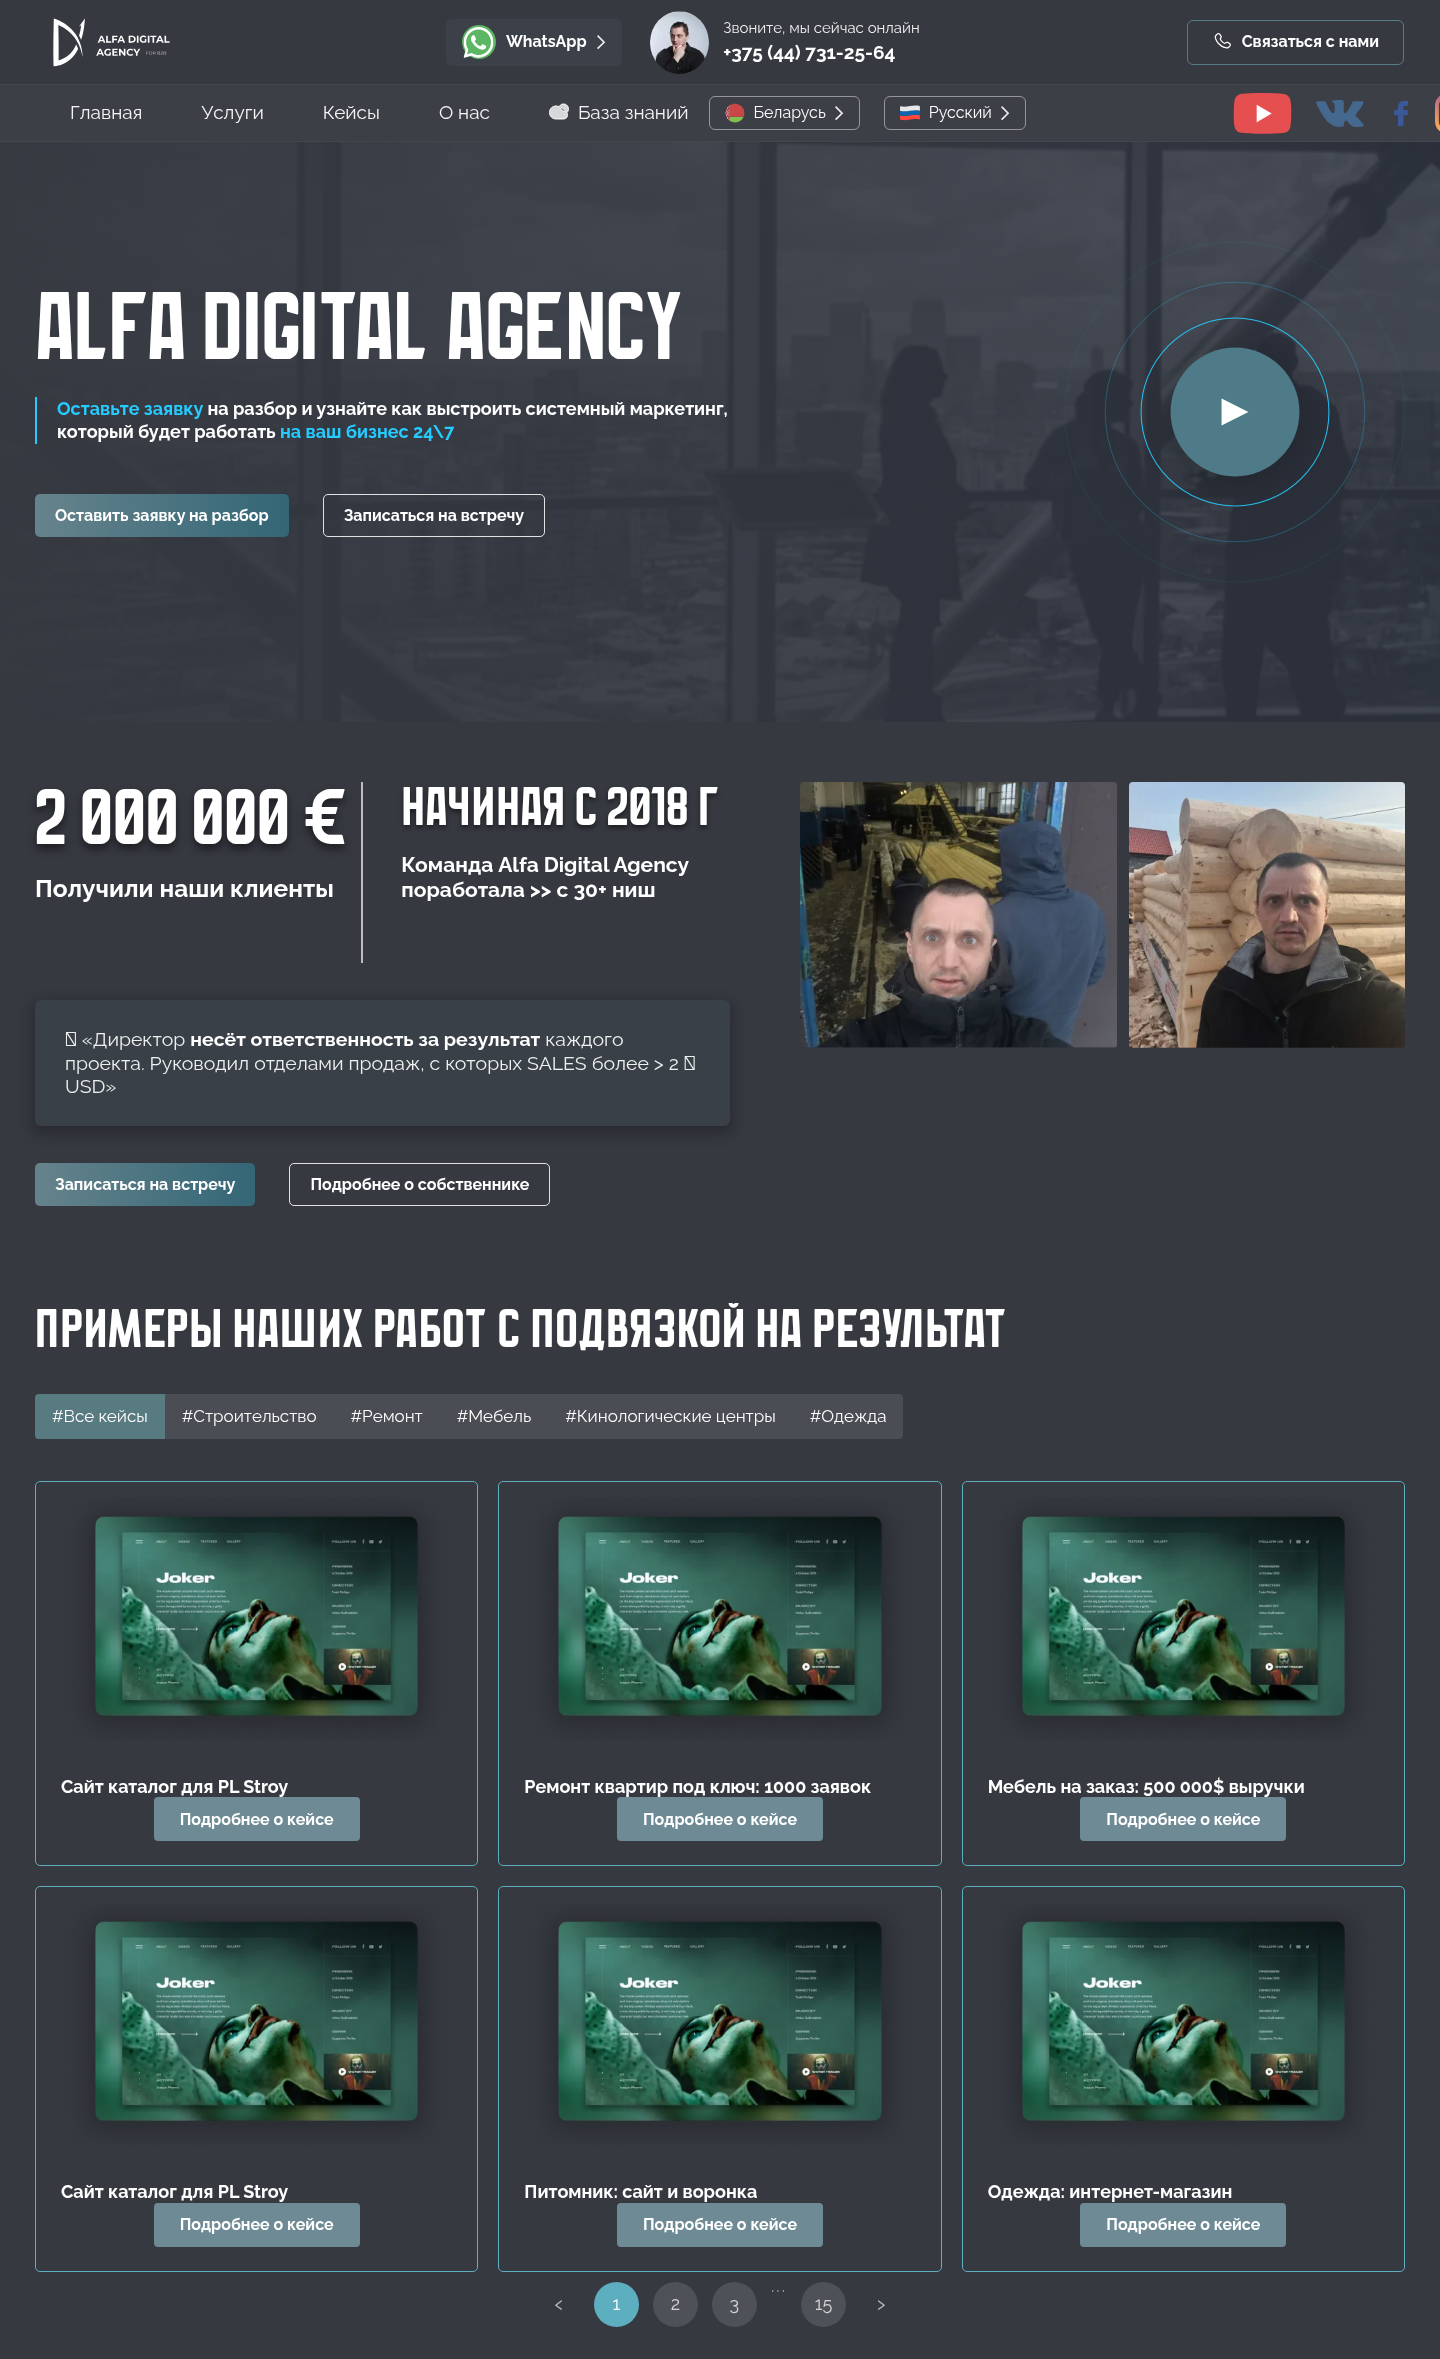 ALFA DIGITAL
AGENCY
WhatsApp
Звоните, мы сейчас онлайн
+375 (44) 731-25-64
Связаться с нами
Главная
Услуги
Кейсы
О нас
База знаний
Беларусь
Русский
ALFA DIGITAL AGENCY
Оставьте заявку на разбор и узнайте как выстроить системный маркетинг,
который будет работать на ваш бизнес 24\7
Оставить заявку на разбор
Записаться на встречу
2 000 000 €
Получили наши клиенты
НАЧИНАЯ С 2018 Г
Команда Alfa Digital Agency
поработала >> с 30+ ниш
«Директор несёт ответственность за результат каждого
проекта. Руководил отделами продаж, с которых SALES более > 2
USD»
Записаться на встречу
Подробнее о собственнике
ПРИМЕРЫ НАШИХ РАБОТ С ПОДВЯЗКОЙ НА РЕЗУЛЬТАТ
#Все кейсы
#Строительство
#Ремонт
#Мебель
#Кинологические центры
#Одежда
Joker
Сайт каталог для PL Stroy
Подробнее о кейсе
Joker
Ремонт квартир под ключ: 1000 заявок
Подробнее о кейсе
Joker
Мебель на заказ: 500 000$ выручки
Подробнее о кейсе
Joker
Сайт каталог для PL Stroy
Подробнее о кейсе
Joker
Питомник: сайт и воронка
Подробнее о кейсе
Joker
Одежда: интернет-магазин
Подробнее о кейсе
< 1 2 3 ... 15 >